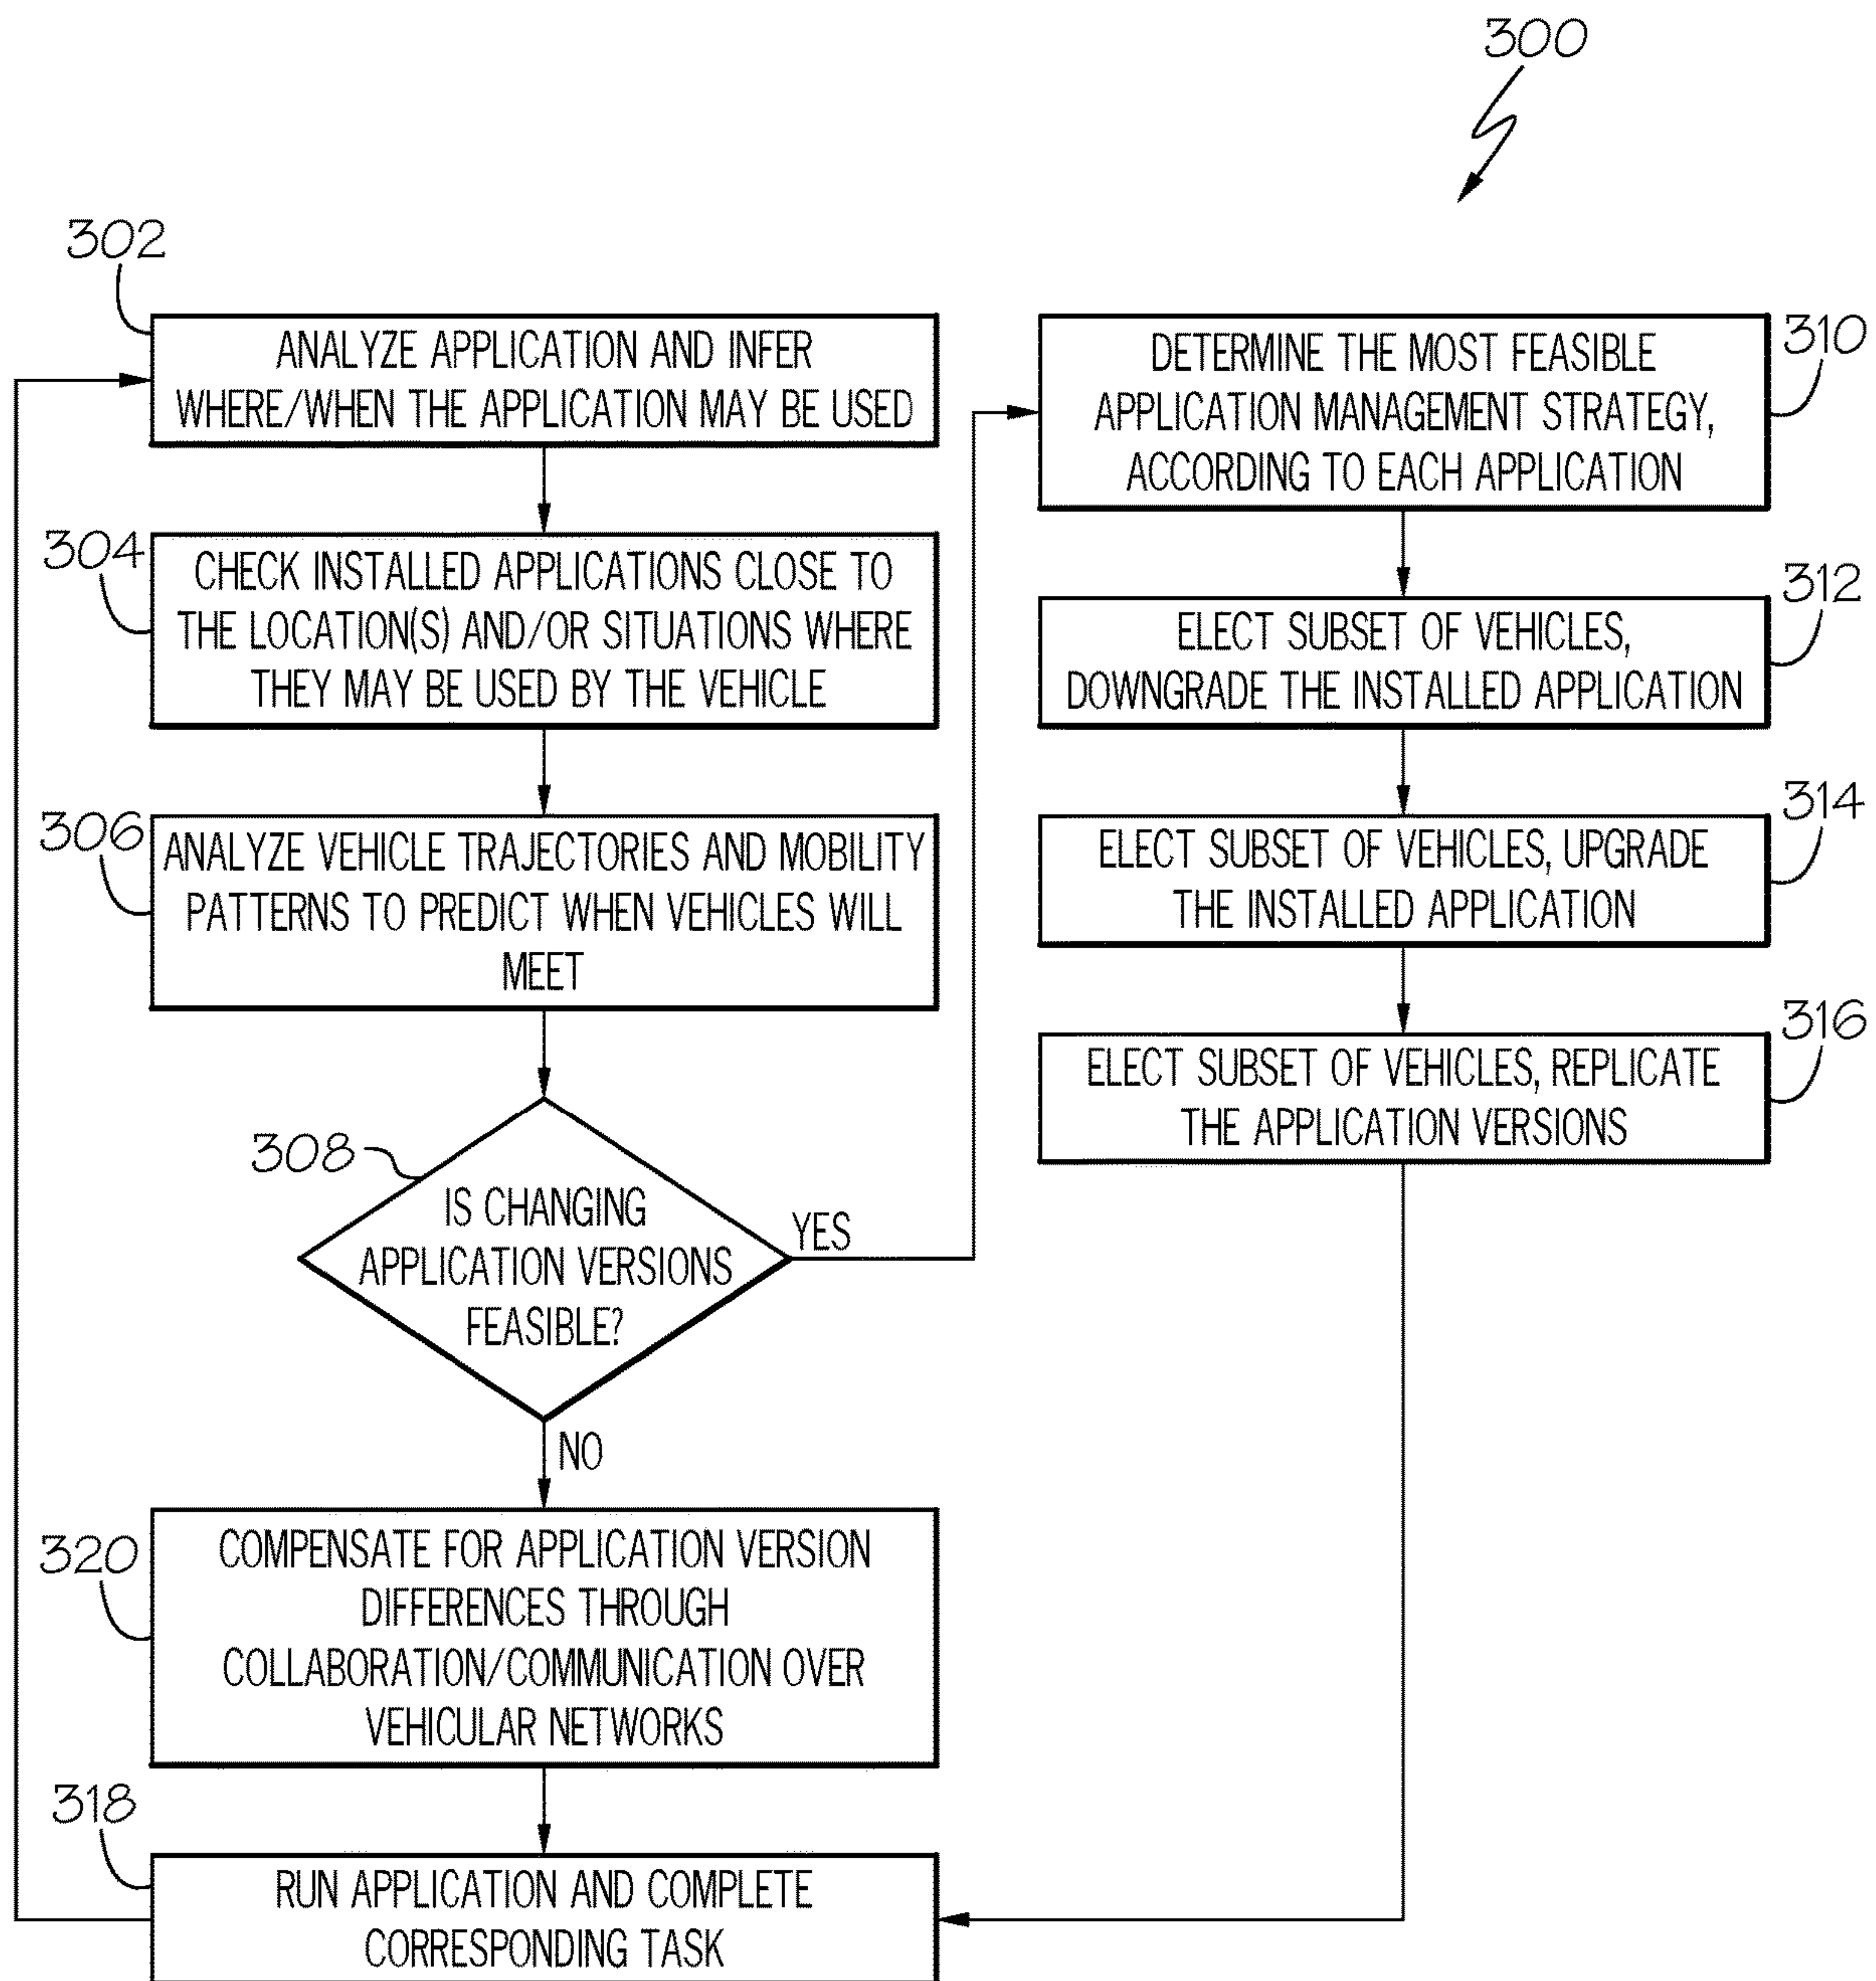 300
302
ANALYZE APPLICATION AND INFER
WHERE/WHEN THE APPLICATION MAY BE USED
304
CHECK INSTALLED APPLICATIONS CLOSE TO
THE LOCATION(S) AND/OR SITUATIONS WHERE
THEY MAY BE USED BY THE VEHICLE
306
ANALYZE VEHICLE TRAJECTORIES AND MOBILITY
PATTERNS TO PREDICT WHEN VEHICLES WILL
MEET
308
IS CHANGING
APPLICATION VERSIONS
FEASIBLE?
YES
NO
320
COMPENSATE FOR APPLICATION VERSION
DIFFERENCES THROUGH
COLLABORATION/COMMUNICATION OVER
VEHICULAR NETWORKS
318
RUN APPLICATION AND COMPLETE
CORRESPONDING TASK
310
DETERMINE THE MOST FEASIBLE
APPLICATION MANAGEMENT STRATEGY,
ACCORDING TO EACH APPLICATION
312
ELECT SUBSET OF VEHICLES,
DOWNGRADE THE INSTALLED APPLICATION
314
ELECT SUBSET OF VEHICLES, UPGRADE
THE INSTALLED APPLICATION
316
ELECT SUBSET OF VEHICLES, REPLICATE
THE APPLICATION VERSIONS